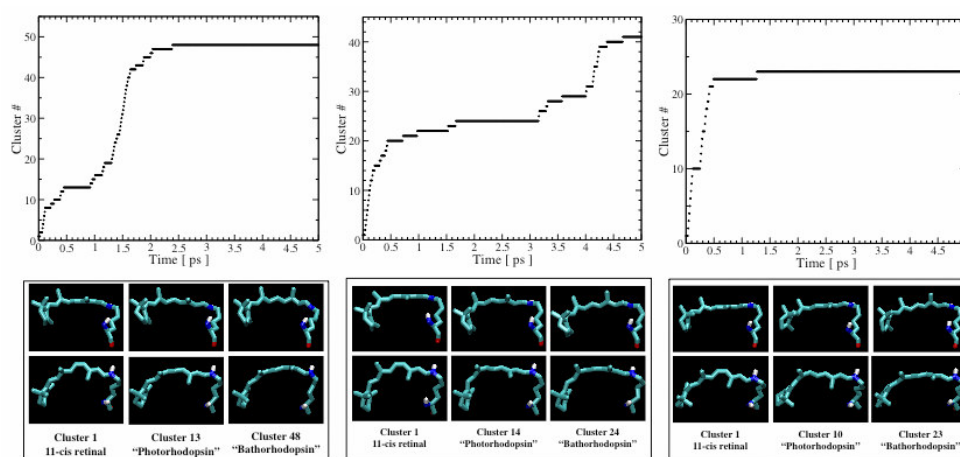 50
40
30
20
10
0
Cluster #
0 0.5 1 1.5 2 2.5 3 3.5 4 4.5 5
Time [ ps ]
40
30
20
10
0
Cluster #
0 0.5 1 1.5 2 2.5 3 3.5 4 4.5 5
Time [ ps ]
30
20
10
0
Cluster #
0 0.5 1 1.5 2 2.5 3 3.5 4 4.5
Time [ ps ]
Cluster 1 Cluster 13 Cluster 48
11-cis retinal “Photorhodopsin” “Bathorhodopsin”
Cluster 1 Cluster 14 Cluster 24
11-cis retinal “Photorhodopsin” “Bathorhodopsin”
Cluster 1 Cluster 10 Cluster 23
11-cis retinal “Photorhodopsin” “Bathorhodopsin”